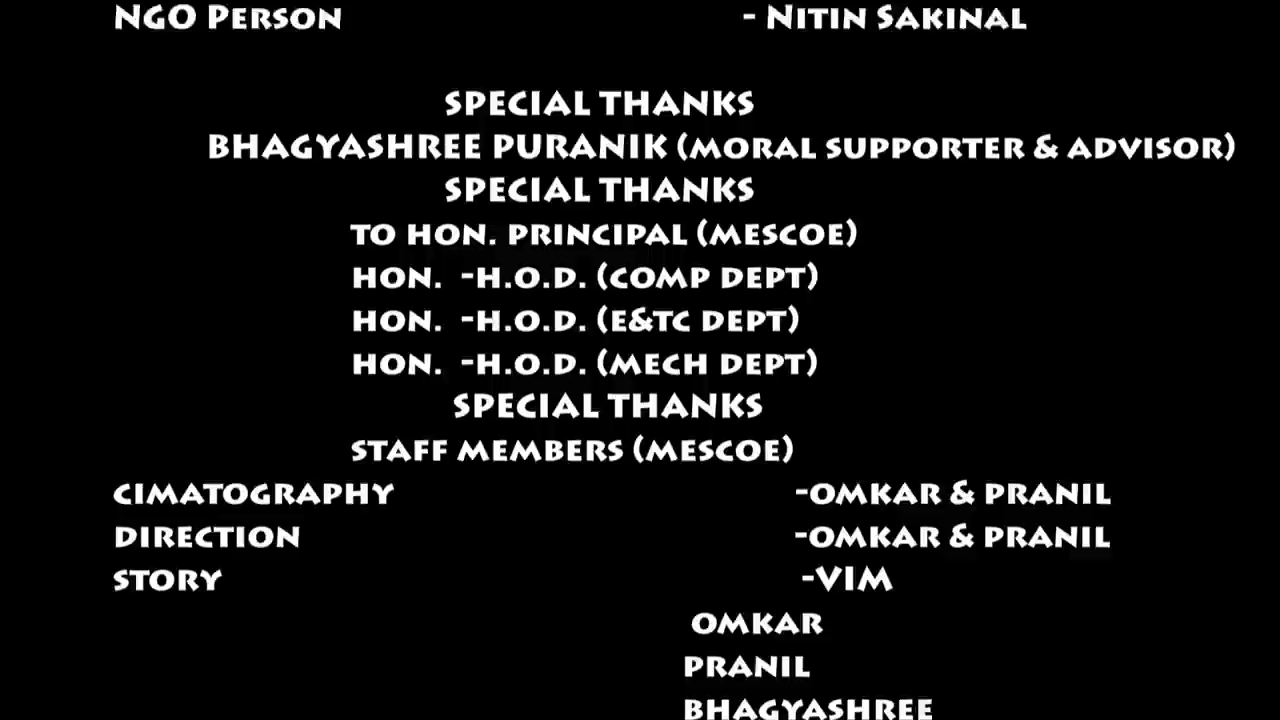 NGO Person - Nitin Sakinal
SPECIAL THANKS
BHAGYASHREE PURANIK (MORAL SUPPORTER & ADVISOR)
SPECIAL THANKS
TO HON. PRINCIPAL (MESCOE)
HON. -H.O.D. (COMP DEPT)
HON. -H.O.D. (E&TC DEPT)
HON. -H.O.D. (MECH DEPT)
SPECIAL THANKS
STAFF MEMBERS (MESCOE)
CIMATOGRAPHY -OMKAR & PRANIL
DIRECTION -OMKAR & PRANIL
STORY -VIM
OMKAR
PRANIL
BHAGYASHREE